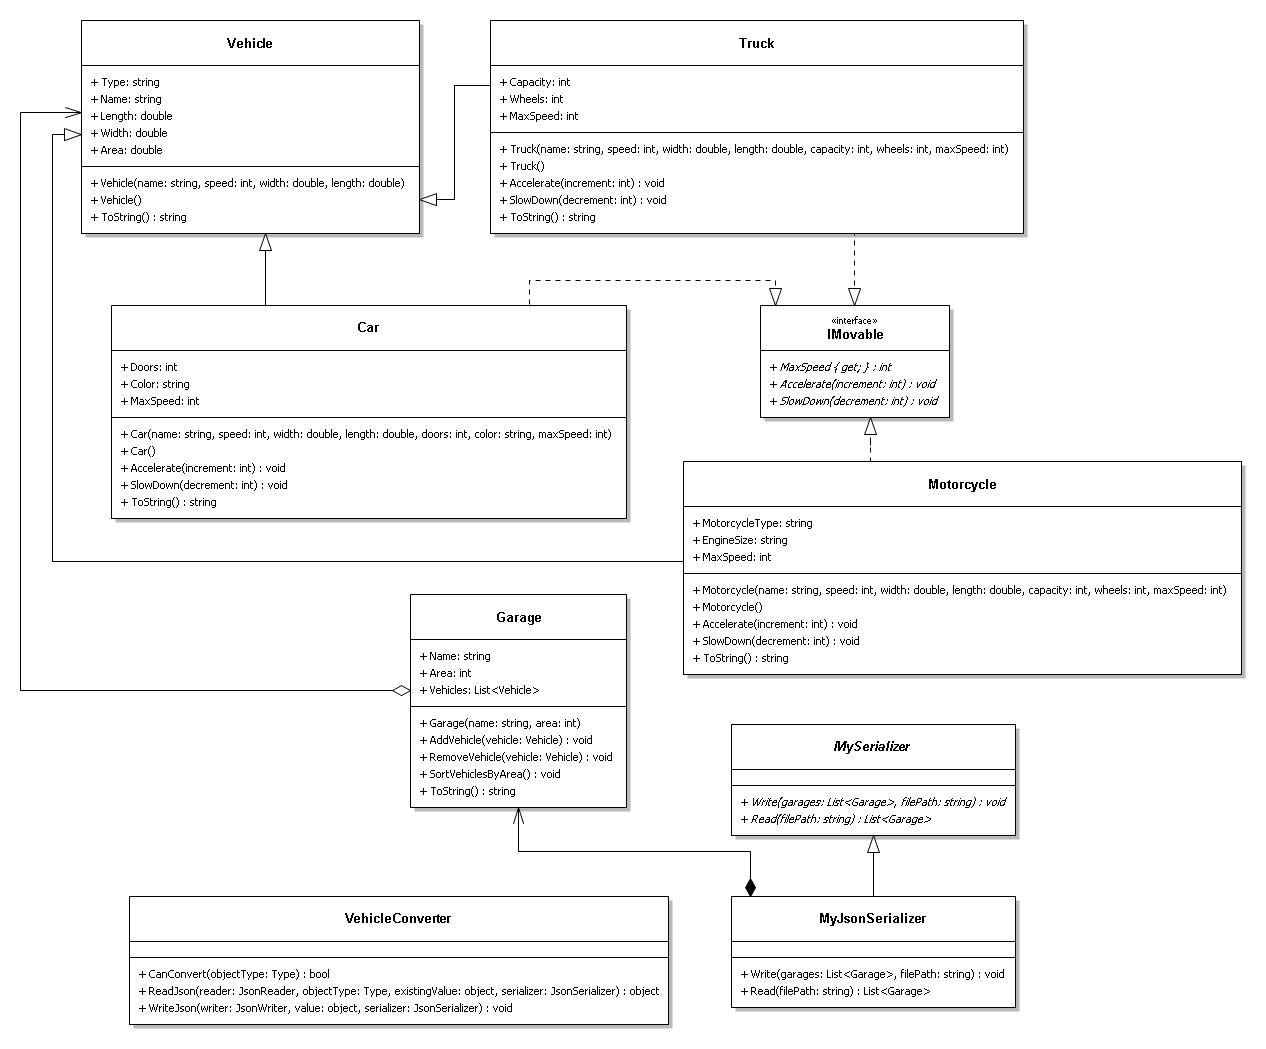 Vehicle
+ Type: string
+ Name: string
+ Length: double
+ Width: double
+ Area: double
+ Vehicle(name: string, speed: int, width: double, length: double)
+ Vehicle()
+ ToString() : string
Truck
+ Capacity: int
+ Wheels: int
+ MaxSpeed: int
+ Truck(name: string, speed: int, width: double, length: double, capacity: int, wheels: int, maxSpeed: int)
+ Truck()
+ Accelerate(increment: int) : void
+ SlowDown(decrement: int) : void
+ ToString() : string
Car
+ Doors: int
+ Color: string
+ MaxSpeed: int
+ Car(name: string, speed: int, width: double, length: double, doors: int, color: string, maxSpeed: int)
+ Car()
+ Accelerate(increment: int) : void
+ SlowDown(decrement: int) : void
+ ToString() : string
«interface»
IMovable
+ MaxSpeed { get; } : int
+ Accelerate(increment: int) : void
+ SlowDown(decrement: int) : void
Motorcycle
+ MotorcycleType: string
+ EngineSize: string
+ MaxSpeed: int
+ Motorcycle(name: string, speed: int, width: double, length: double, capacity: int, wheels: int, maxSpeed: int)
+ Motorcycle()
+ Accelerate(increment: int) : void
+ SlowDown(decrement: int) : void
+ ToString() : string
Garage
+ Name: string
+ Area: int
+ Vehicles: List<Vehicle>
+ Garage(name: string, area: int)
+ AddVehicle(vehicle: Vehicle) : void
+ RemoveVehicle(vehicle: Vehicle) : void
+ SortVehiclesByArea() : void
+ ToString() : string
IMySerializer
+ Write(garages: List<Garage>, filePath: string) : void
+ Read(filePath: string) : List<Garage>
VehicleConverter
+ CanConvert(objectType: Type) : bool
+ ReadJson(reader: JsonReader, objectType: Type, existingValue: object, serializer: JsonSerializer) : object
+ WriteJson(writer: JsonWriter, value: object, serializer: JsonSerializer) : void
MyJsonSerializer
+ Write(garages: List<Garage>, filePath: string) : void
+ Read(filePath: string) : List<Garage>